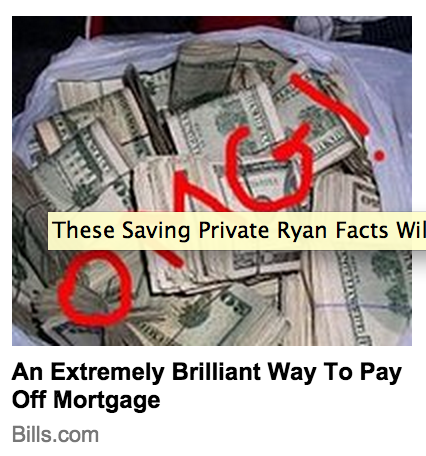 OMG!
These Saving Private Ryan Facts Wil
An Extremely Brilliant Way To Pay
Off Mortgage
Bills.com